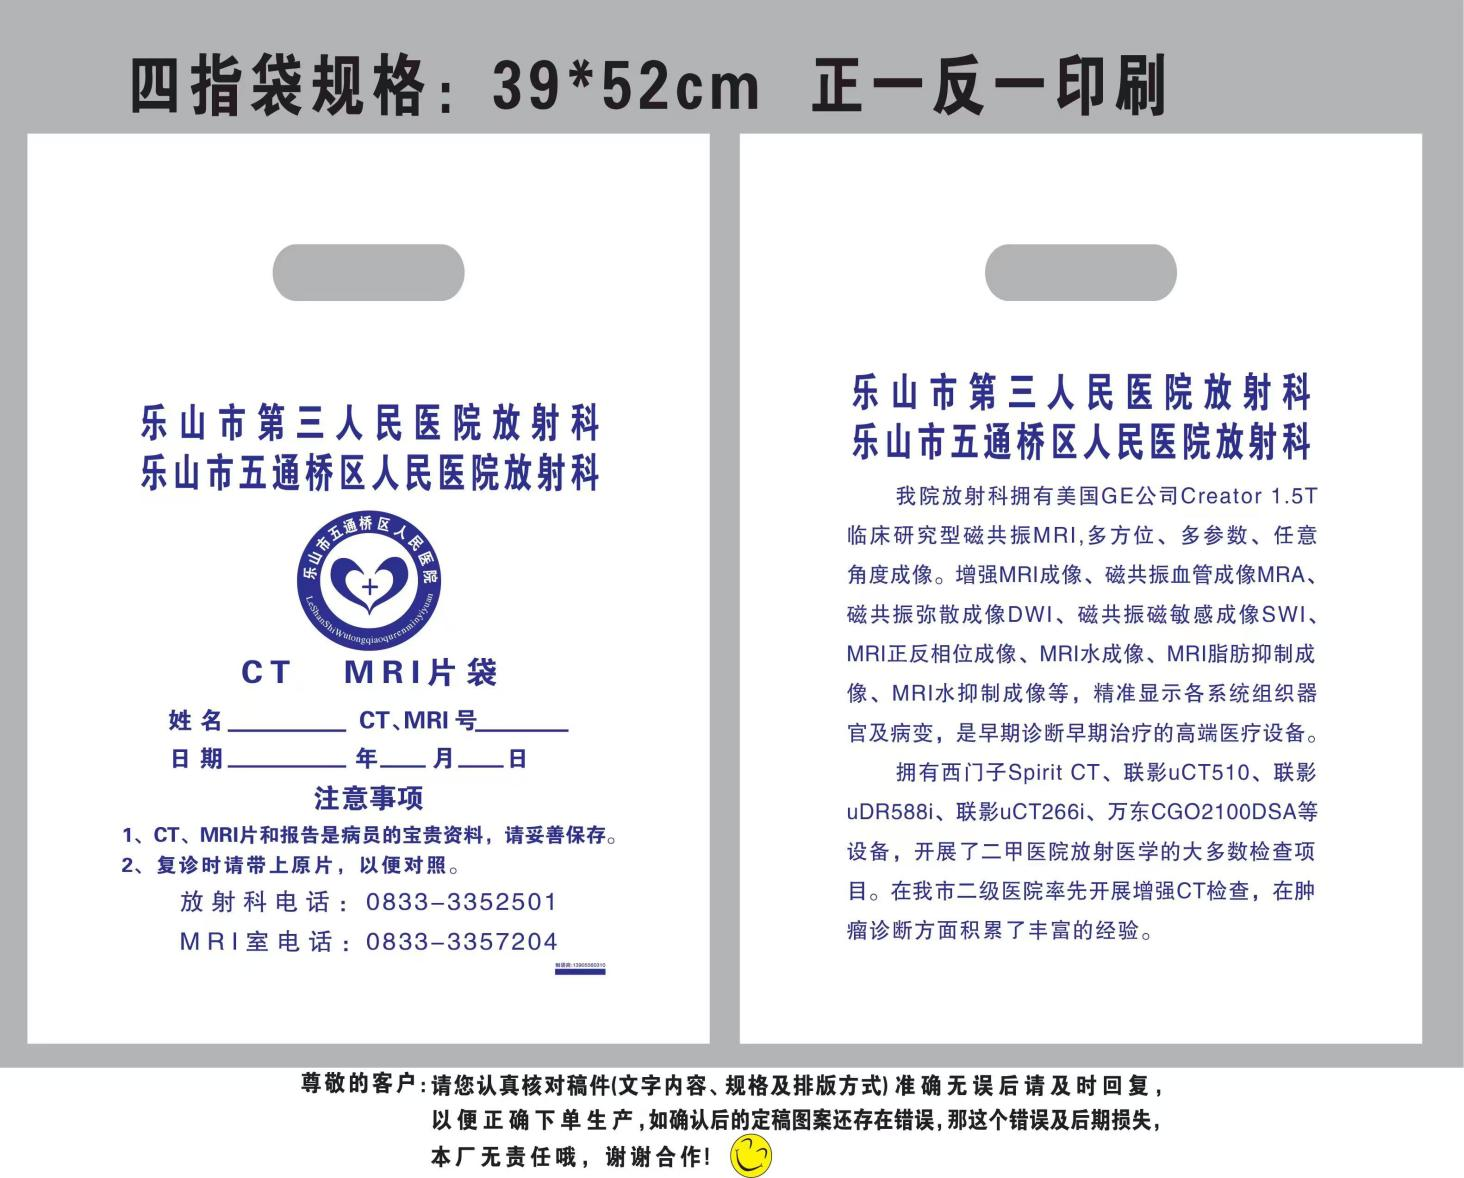 四指袋规格：39*52cm 正一反一印刷
乐山市第三人民医院放射科
乐山市五通桥区人民医院放射科
乐山市五通桥区人民医院
LeShanShiWutongqiaoqurenminyiyuan
CT MRI片袋
姓名________ CT、MRI号______
日期________年___月___日
注意事项
1、CT、MRI片和报告是病员的宝贵资料，请妥善保存。
2、复诊时请带上原片，以便对照。
放射科电话：0833-3352501
MRI室电话：0833-3357204
乐山市第三人民医院放射科
乐山市五通桥区人民医院放射科
我院放射科拥有美国GE公司Creator 1.5T
临床研究型磁共振MRI,多方位、多参数、任意
角度成像。增强MRI成像、磁共振血管成像MRA、
磁共振弥散成像DWI、磁共振磁敏感成像SWI、
MRI正反相位成像、MRI水成像、MRI脂肪抑制成
像、MRI水抑制成像等，精准显示各系统组织器
官及病变，是早期诊断早期治疗的高端医疗设备。
拥有西门子Spirit CT、联影uCT510、联影
uDR588i、联影uCT266i、万东CGO2100DSA等
设备，开展了二甲医院放射医学的大多数检查项
目。在我市二级医院率先开展增强CT检查，在肿
瘤诊断方面积累了丰富的经验。
尊敬的客户:请您认真核对稿件(文字内容、规格及排版方式)准确无误后请及时回复，
以便正确下单生产,如确认后的定稿图案还存在错误,那这个错误及后期损失,
本厂无责任哦，谢谢合作!